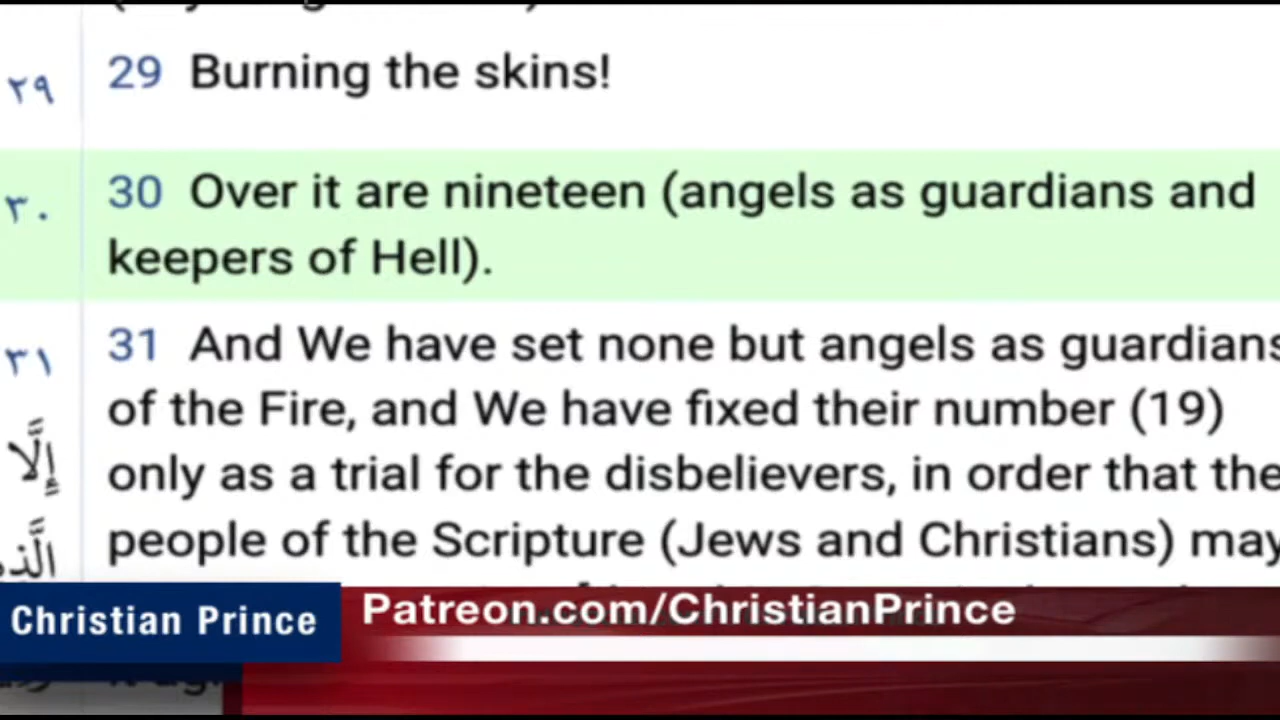 ٢٩ 29 Burning the skins!
٣٠ 30 Over it are nineteen (angels as guardians and
keepers of Hell).
٣١ 31 And We have set none but angels as guardians
of the Fire, and We have fixed their number (19)
إِلَّا only as a trial for the disbelievers, in order that the
people of the Scripture (Jews and Christians) may
Christian Prince
Patreon.com/ChristianPrince